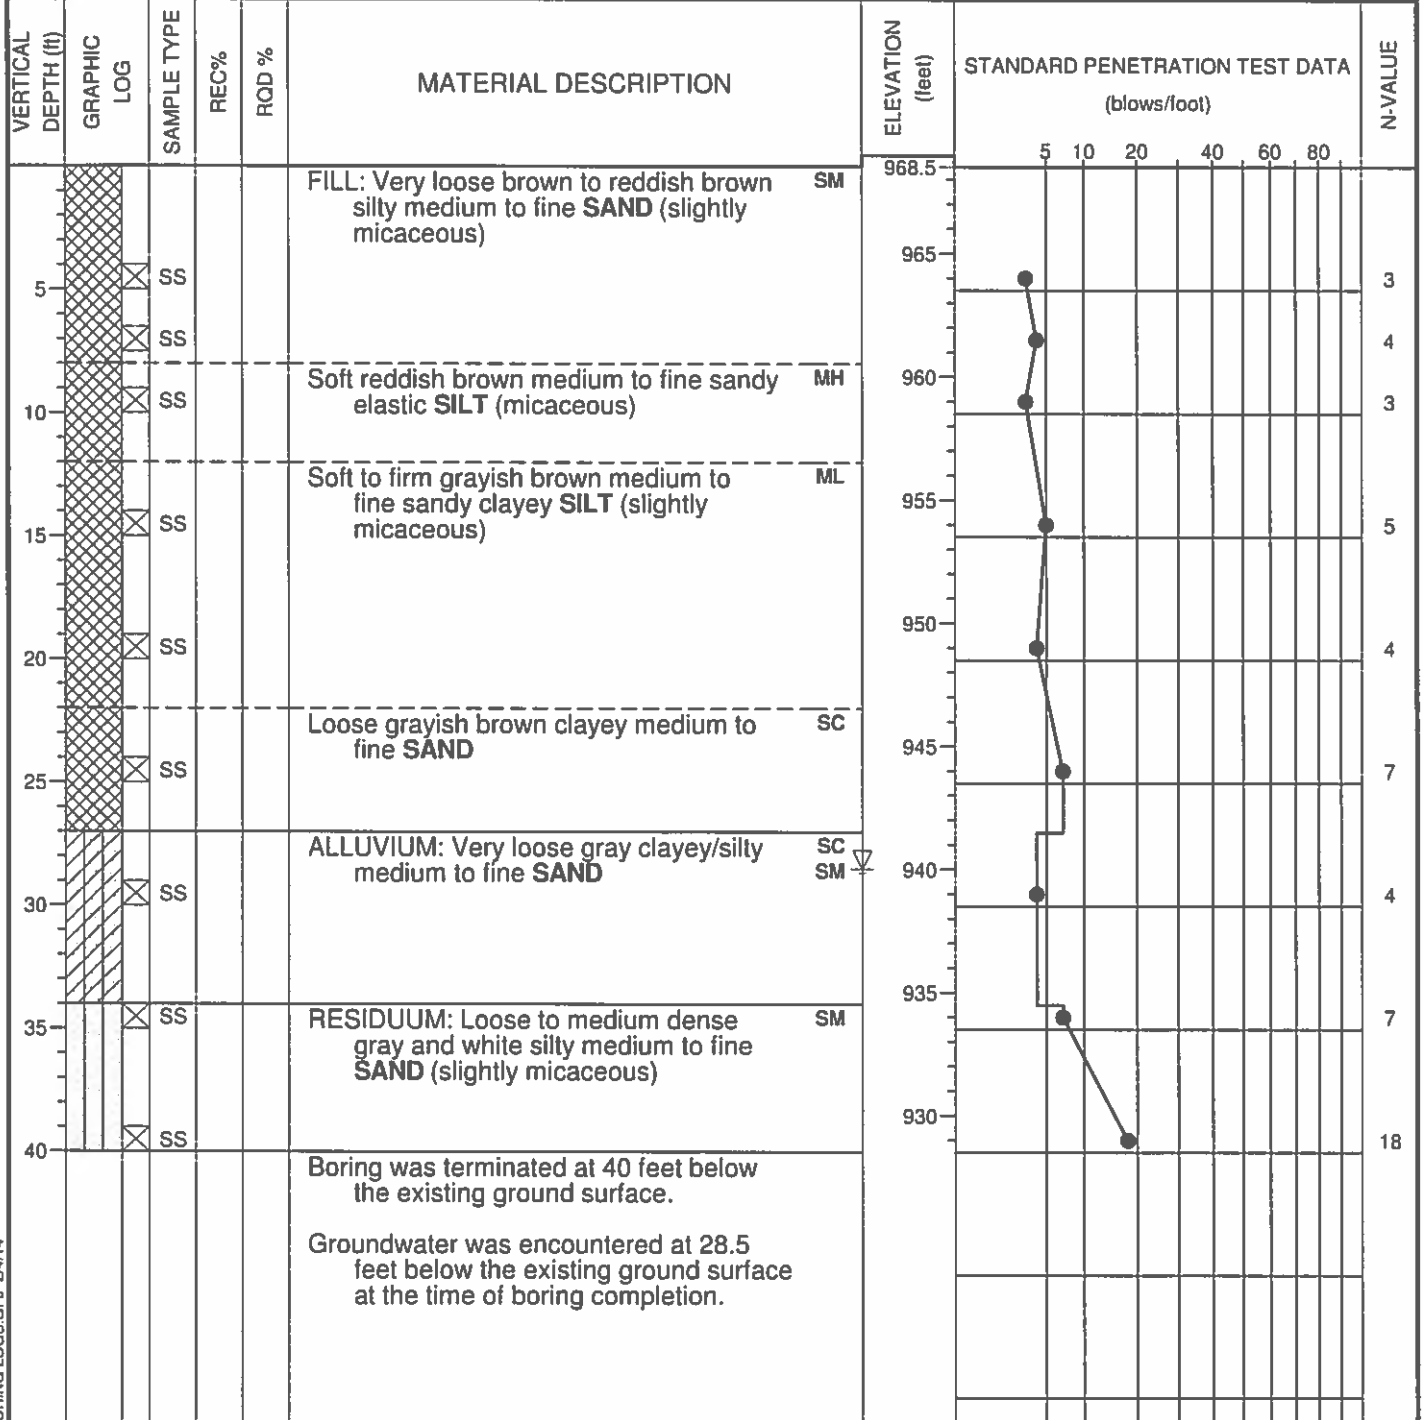 VERTICAL
DEPTH (ft)
GRAPHIC
LOG
SAMPLE TYPE
REC%
RQD %
MATERIAL DESCRIPTION
ELEVATION
(feet)
STANDARD PENETRATION TEST DATA
(blows/foot)
5 10 20 40 60 80
N-VALUE
968.5
FILL: Very loose brown to reddish brown SM
silty medium to fine SAND (slightly
micaceous)
965
SS 3
5
SS 4
Soft reddish brown medium to fine sandy MH 960
elastic SILT (micaceous)
SS 3
10
Soft to firm grayish brown medium to ML
fine sandy clayey SILT (slightly 955
micaceous)
SS 5
15
950
SS 4
20
Loose grayish brown clayey medium to SC
fine SAND 945
SS 7
25
ALLUVIUM: Very loose gray clayey/silty SC
medium to fine SAND SM 940
SS 4
30
935
RESIDUUM: Loose to medium dense SM
SS 7
35
gray and white silty medium to fine
SAND (slightly micaceous)
930
SS 18
40
Boring was terminated at 40 feet below
the existing ground surface.
Groundwater was encountered at 28.5
feet below the existing ground surface
at the time of boring completion.